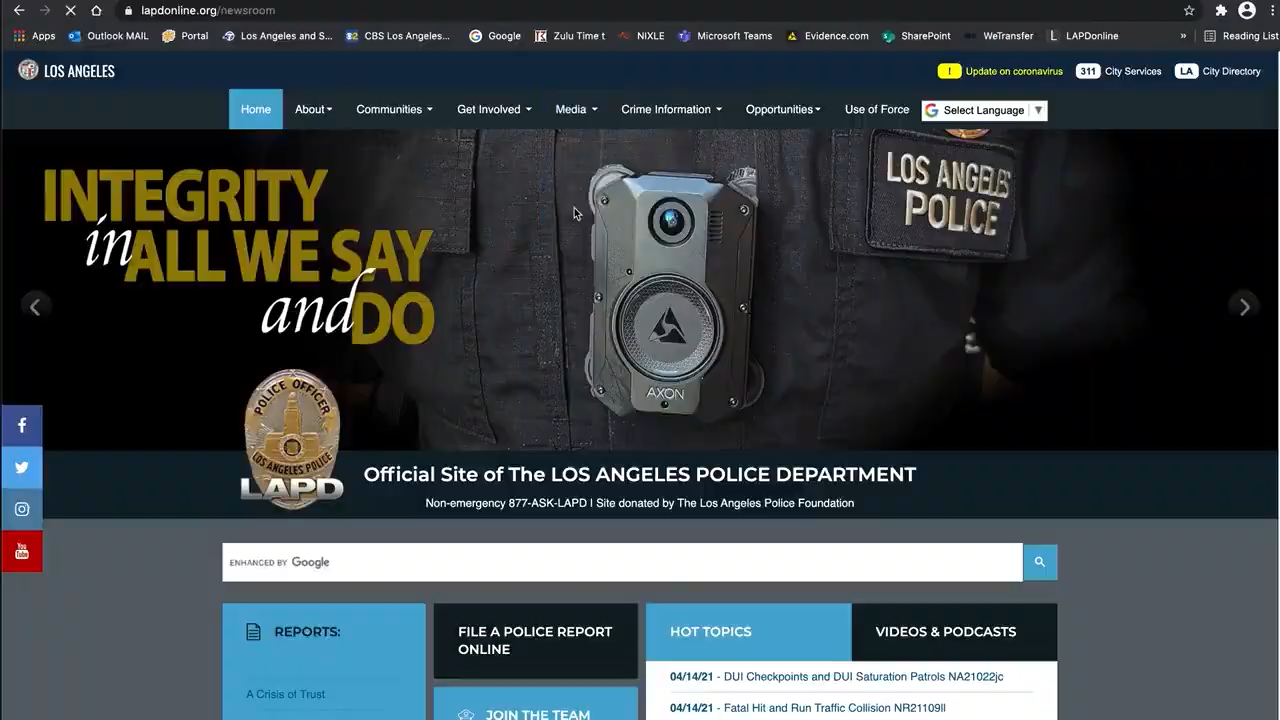 lapdonline.org/newsroom
Apps Outlook MAIL Portal Los Angeles and S... CBS Los Angeles... Google Zulu Time t NIXLE Microsoft Teams Evidence.com SharePoint WeTransfer LAPDonline » Reading List
LOS ANGELES
! Update on coronavirus 311 City Services LA City Directory
Home About Communities Get Involved Media Crime Information Opportunities Use of Force Select Language
INTEGRITY
in ALL WE SAY
and DO
LOS ANGELES
POLICE
AXON
POLICE OFFICER
LOS ANGELES POLICE
LAPD
Official Site of The LOS ANGELES POLICE DEPARTMENT
Non-emergency 877-ASK-LAPD | Site donated by The Los Angeles Police Foundation
You
Tube
ENHANCED BY Google
REPORTS:
A Crisis of Trust
FILE A POLICE REPORT
ONLINE
JOIN THE TEAM
HOT TOPICS
VIDEOS & PODCASTS
04/14/21 - DUI Checkpoints and DUI Saturation Patrols NA21022jc
04/14/21 - Fatal Hit and Run Traffic Collision NR21109ll